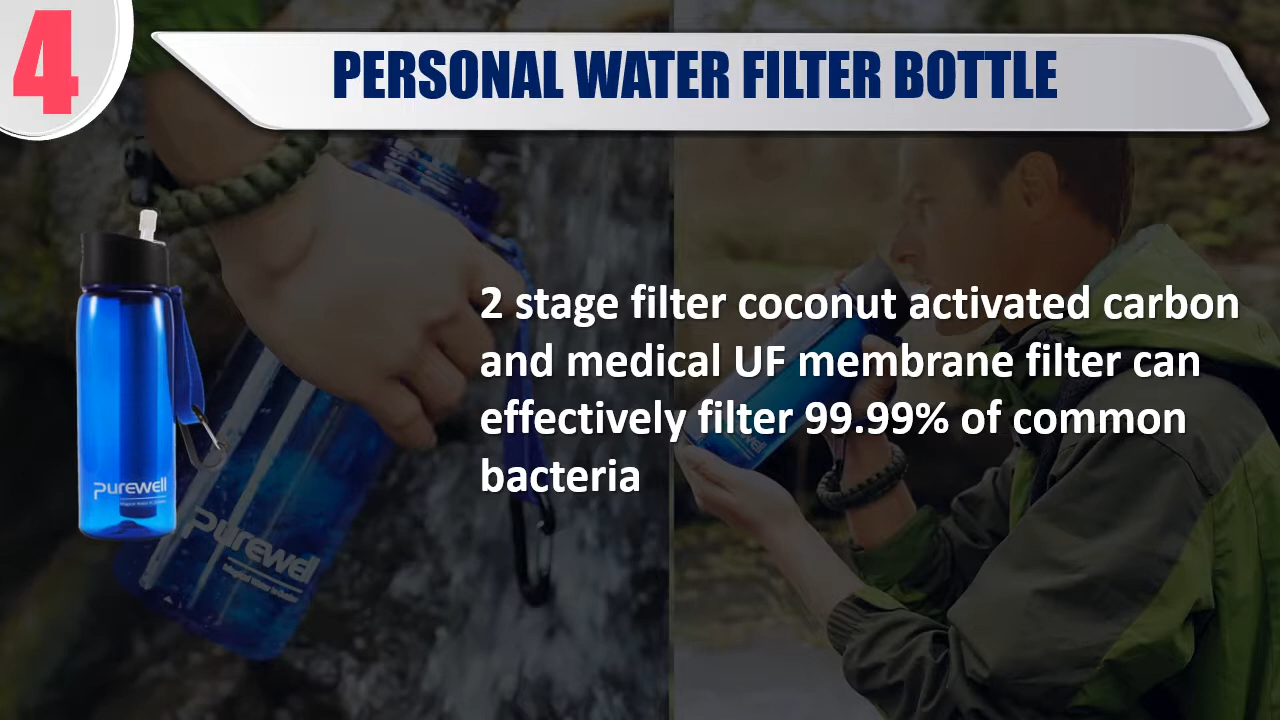 4
PERSONAL WATER FILTER BOTTLE
2 stage filter coconut activated carbon
and medical UF membrane filter can
effectively filter 99.99% of common
bacteria
purewell
Purewell